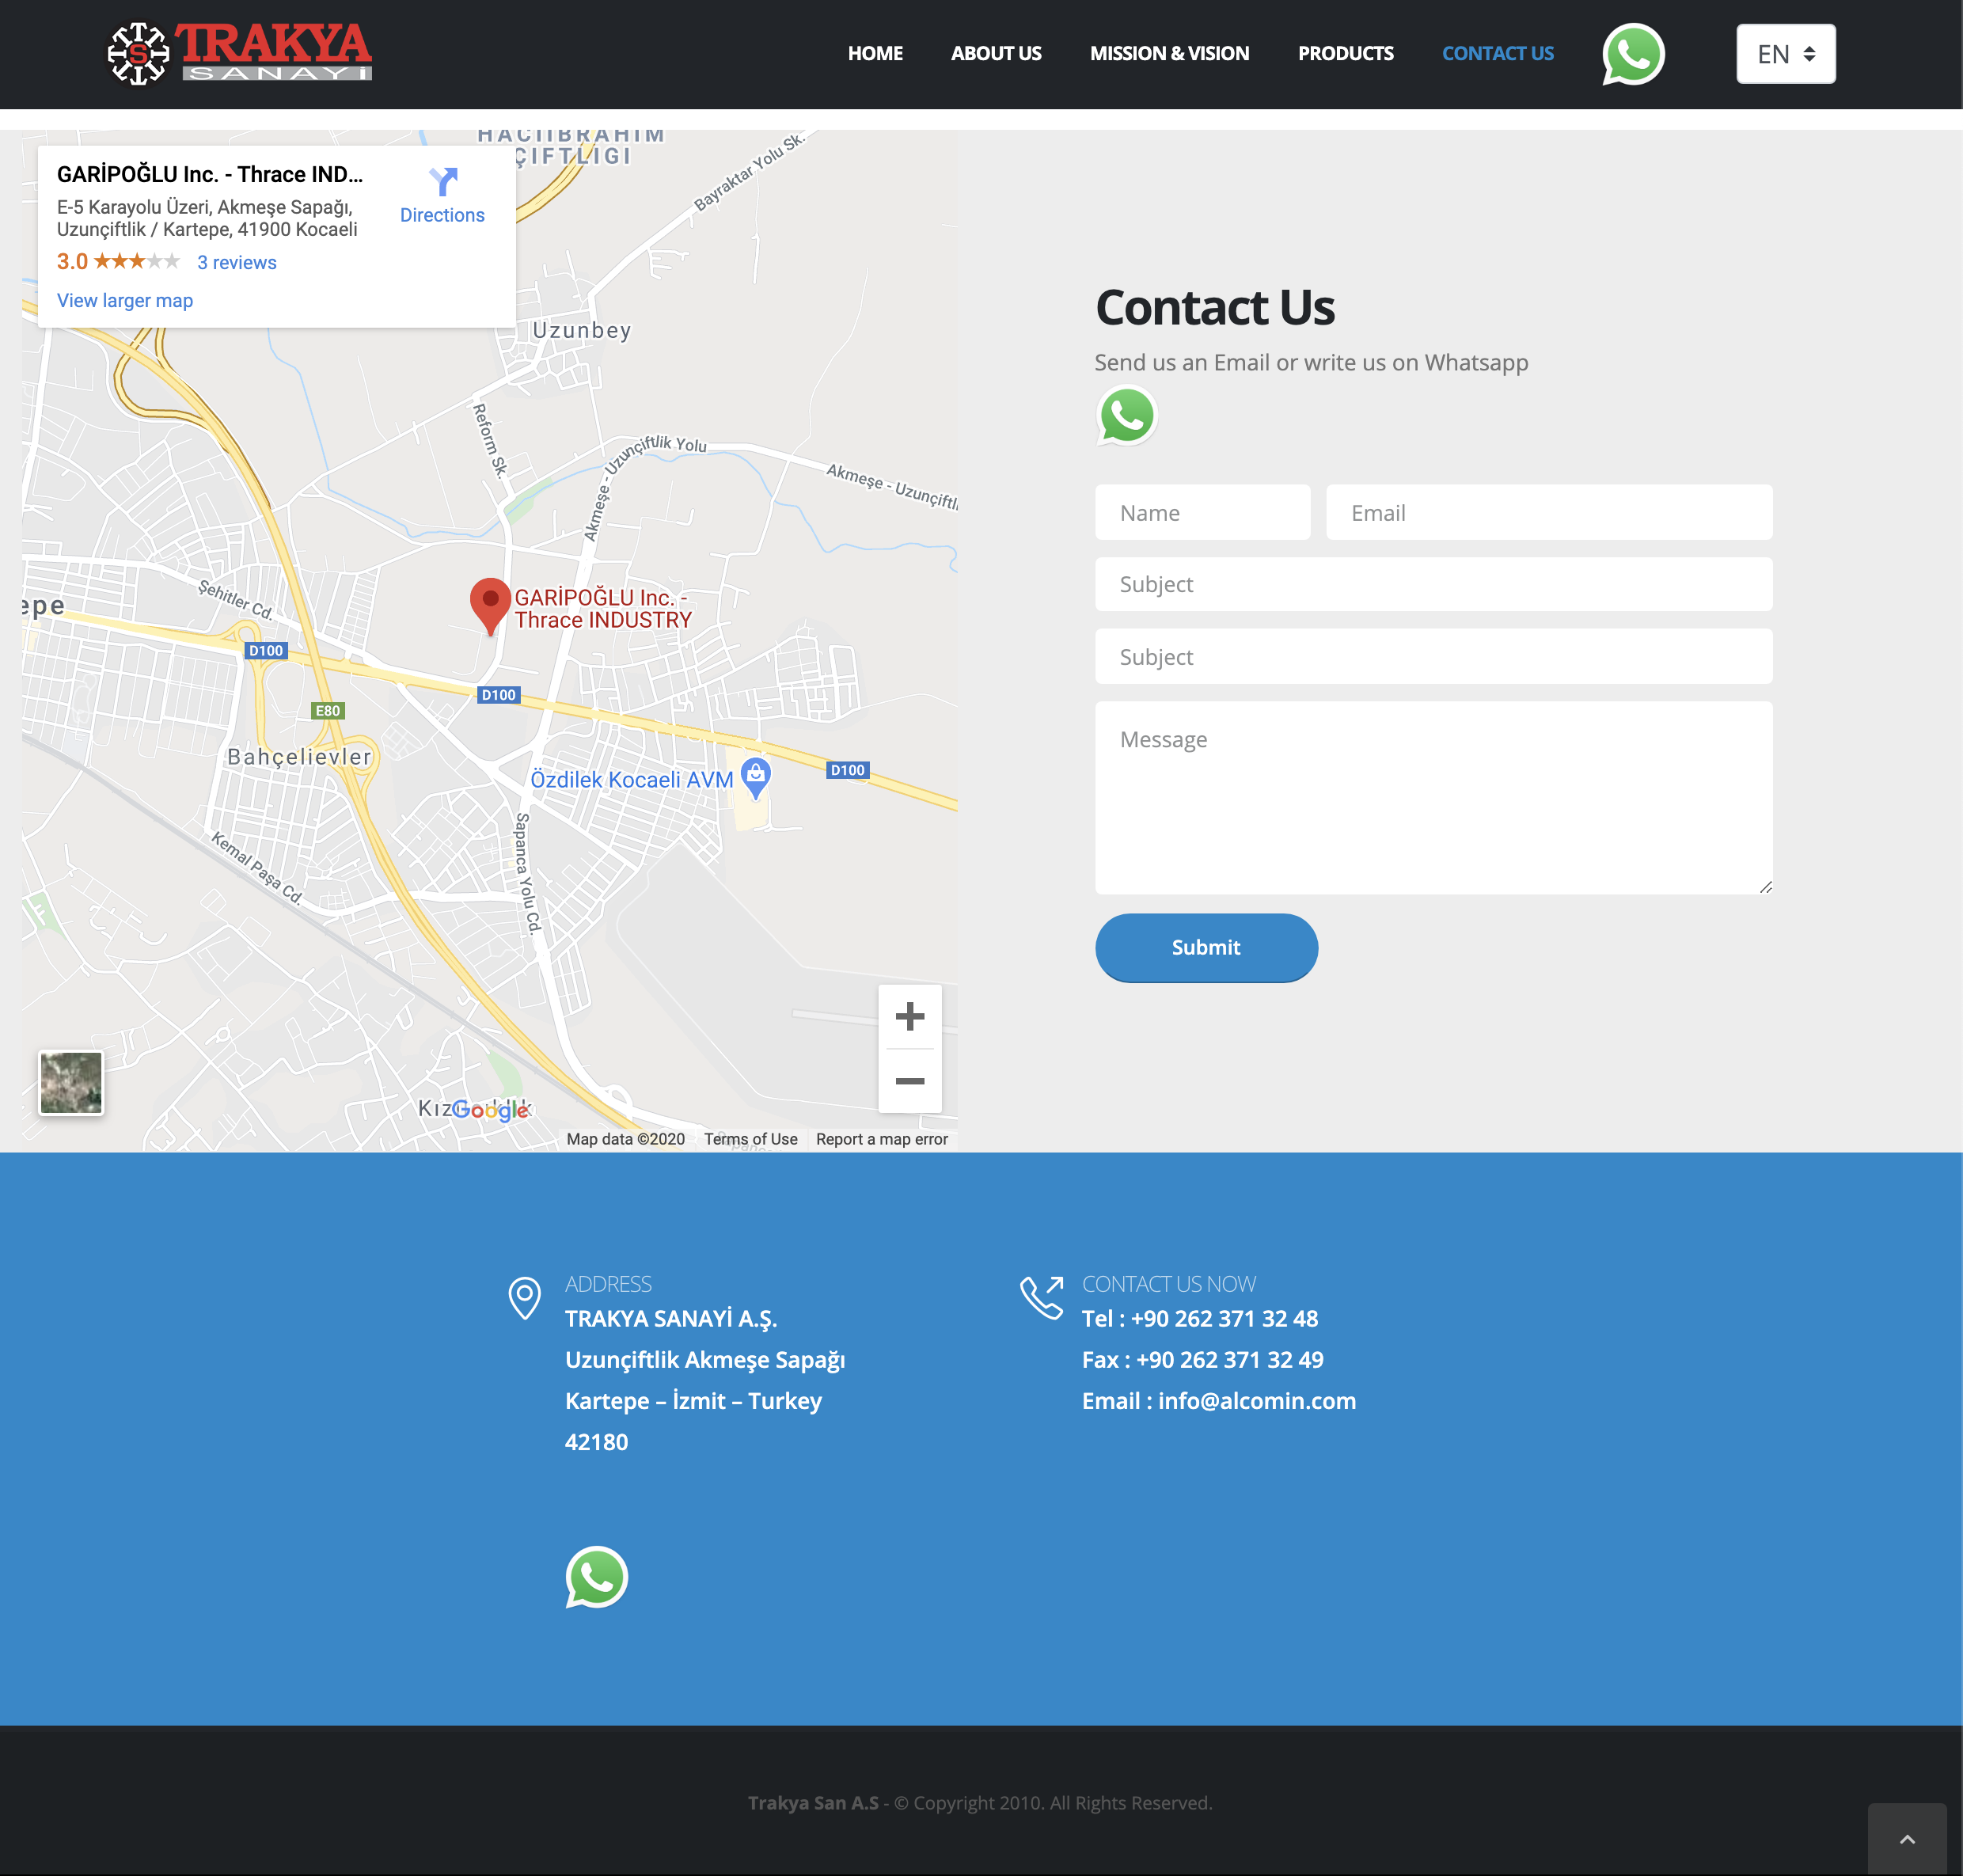 TRAKYA
SANAYİ
HOME ABOUT US MISSION & VISION PRODUCTS CONTACT US
EN
HACIIBRAHIM
ÇIFTLIGI
Bayraktar Yolu Sk.
GARİPOĞLU Inc. - Thrace IND...
Directions
E-5 Karayolu Üzeri, Akmeşe Sapağı,
Uzunçiftlik / Kartepe, 41900 Kocaeli
3.0 3 reviews
View larger map
Uzunbey
Reform Sk.
Akmeşe - Uzunçiftlik Yolu
Akmeşe - Uzunçiftl
Şehitler Cd.
epe
GARİPOĞLU Inc. -
Thrace INDUSTRY
D100
D100
E80
Bahçelievler
Özdilek Kocaeli AVM
D100
Kemal Paşa Cd.
Sapanca Yolu Cd.
Google
Map data ©2020 Terms of Use Report a map error
Contact Us
Send us an Email or write us on Whatsapp
Name
Email
Subject
Subject
Message
Submit
ADDRESS
TRAKYA SANAYİ A.Ş.
Uzunçiftlik Akmeşe Sapağı
Kartepe – İzmit – Turkey
42180
CONTACT US NOW
Tel : +90 262 371 32 48
Fax : +90 262 371 32 49
Email : info@alcomin.com
Trakya San A.S - © Copyright 2010. All Rights Reserved.